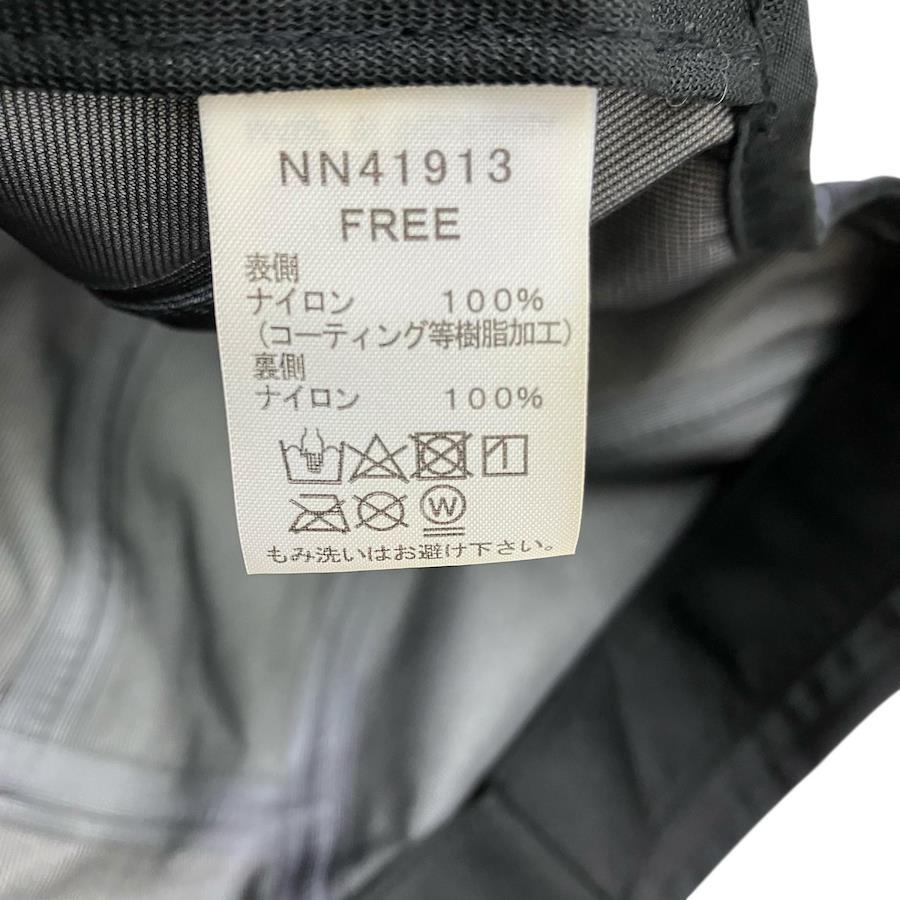 NN41913
FREE
表側
ナイロン 100%
(コーティング等樹脂加工)
裏側
ナイロン 100%
W
もみ洗いはお避け下さい。